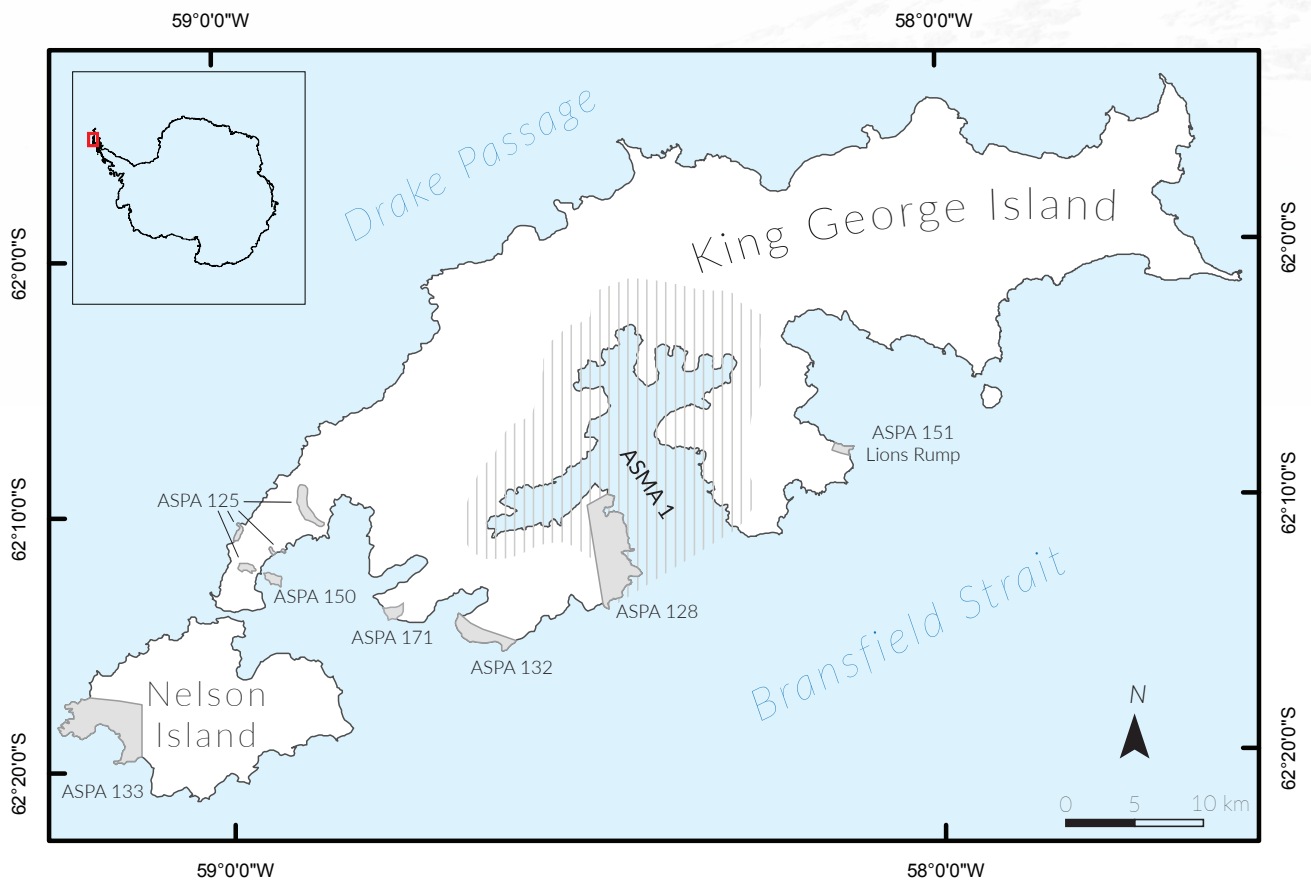 59°0'0"W
58°0'0"W
Drake Passage
King George Island
62°0'0"S
62°0'0"S
ASPA 151
Lions Rump
ASMA 1
ASPA 125
62°10'0"S
62°10'0"S
ASPA 150
ASPA 128
ASPA 171
ASPA 132
Bransfield Strait
Nelson
Island
N
62°20'0"S
62°20'0"S
ASPA 133
0 5 10 km
59°0'0"W
58°0'0"W